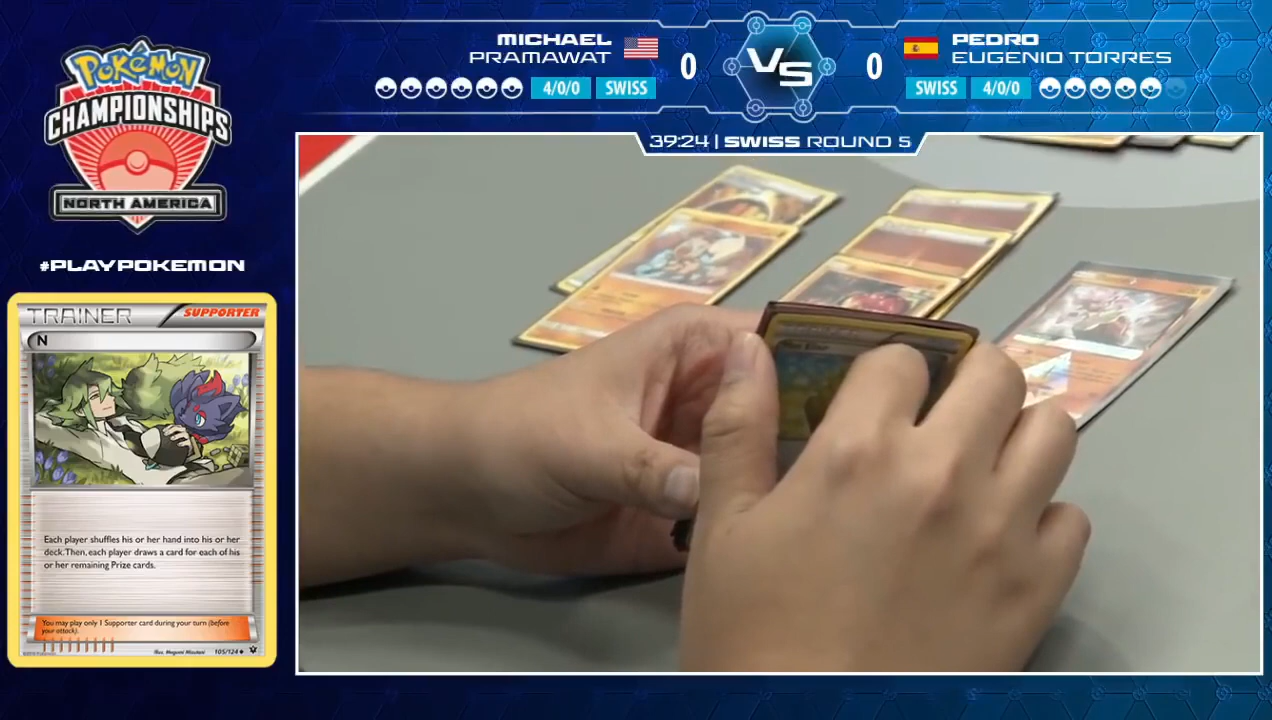 Pokémon
CHAMPIONSHIPS
NORTH AMERICA
#PLAYPOKEMON
MICHAEL
PRAMAWAT
0
4/0/0
SWISS
VS
0
PEDRO
EUGENIO TORRES
SWISS
4/0/0
39:24 | SWISS ROUND 5
TRAINER
SUPPORTER
N
Each player shuffles his or her hand into his or her
deck. Then, each player draws a card for each of his
or her remaining Prize cards.
You may play only 1 Supporter card during your turn (before
your attack).
Illus. Megumi Mizutani
105/124